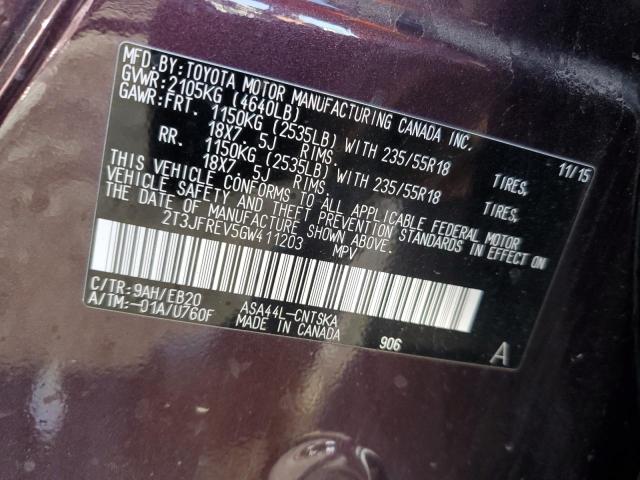 MFD. BY: TOYOTA MOTOR MANUFACTURING CANADA INC.
GVWR: 2105KG (4640LB) 11/15
GAWR: FRT. 1150KG (2535LB) WITH 235/55R18 TIRES,
18X7. 5J RIMS.
RR. 1150KG (2535LB) WITH 235/55R18 TIRES,
18X7. 5J RIMS.
THIS VEHICLE CONFORMS TO ALL APPLICABLE FEDERAL MOTOR
VEHICLE SAFETY AND THEFT PREVENTION STANDARDS IN EFFECT ON
THE DATE OF MANUFACTURE SHOWN ABOVE.
2T3JFREV5GW411203 MPV
C/TR: 9AH/EB20 ASA44L-CNTSKA
A/TM: -01A/U760F MADE IN CANADA 906 A